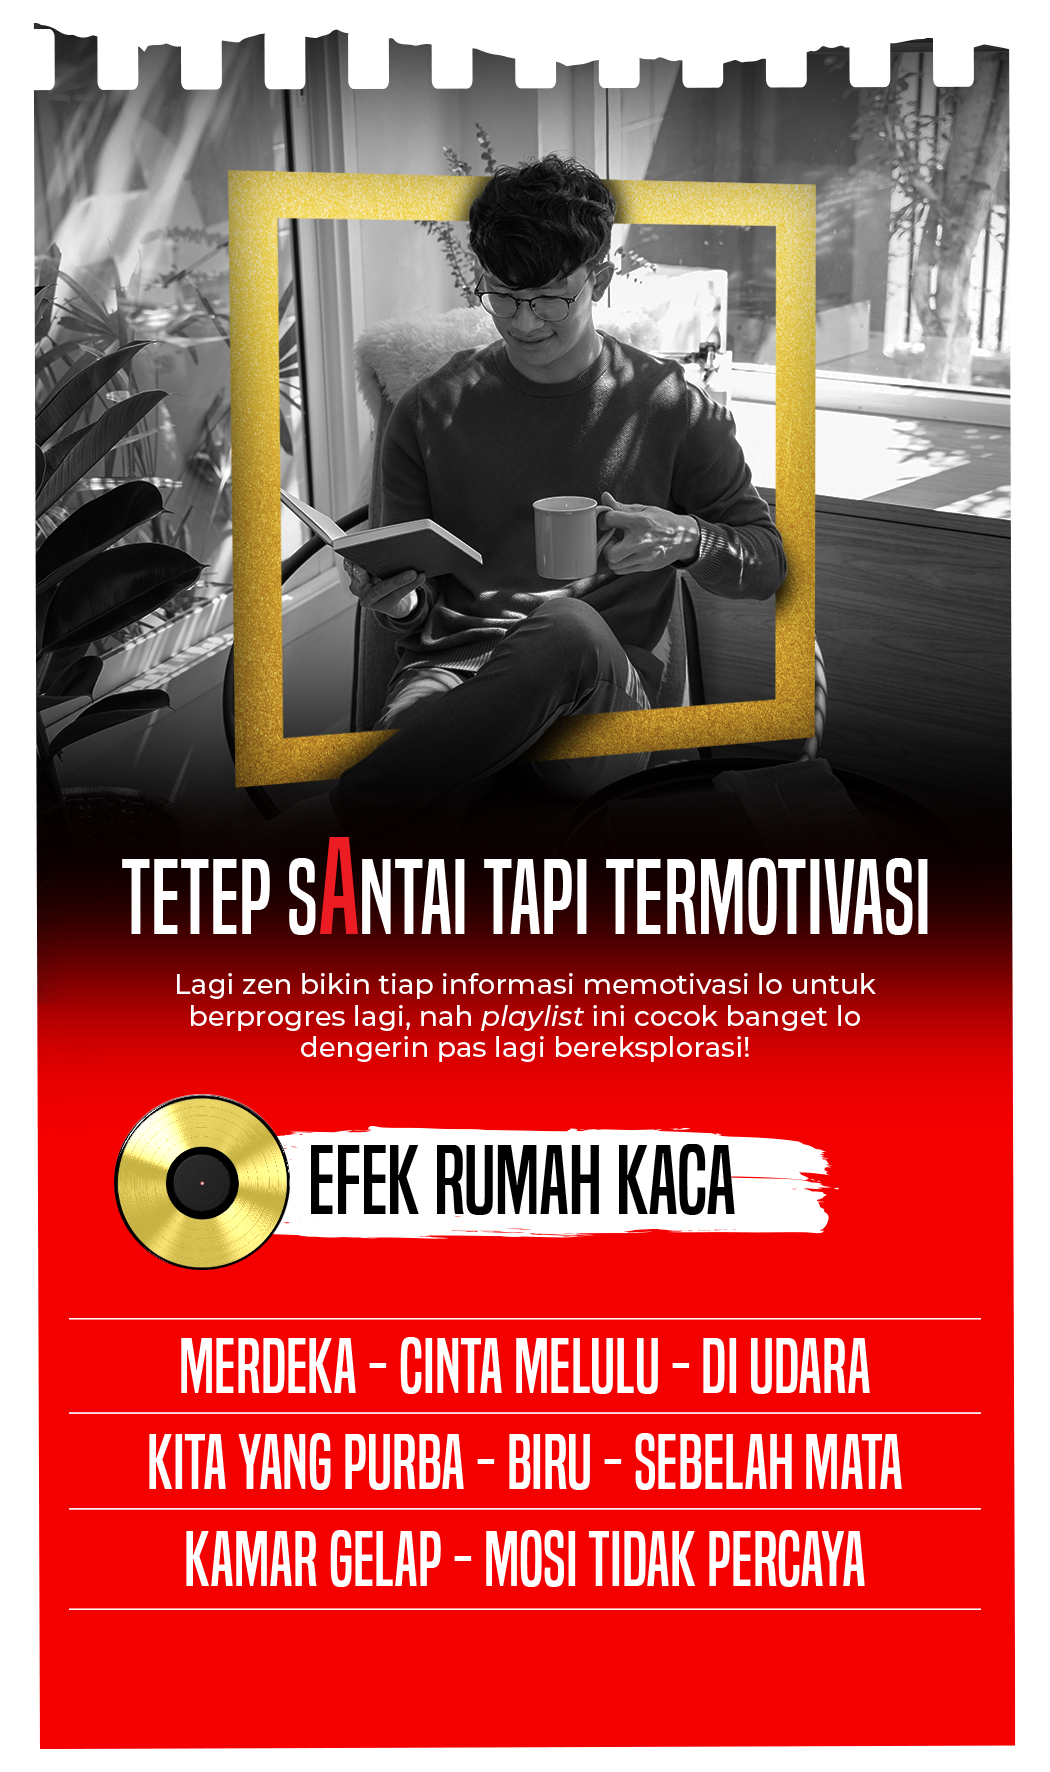 TETEP SANTAI TAPI TERMOTIVASI
Lagi zen bikin tiap informasi memotivasi lo untuk
berprogres lagi, nah playlist ini cocok banget lo
dengerin pas lagi bereksplorasi!
EFEK RUMAH KACA
MERDEKA - CINTA MELULU - DI UDARA
KITA YANG PURBA - BIRU - SEBELAH MATA
KAMAR GELAP - MOSI TIDAK PERCAYA